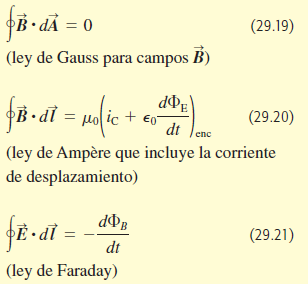 ∮B⃗ · dA⃗ = 0 (29.19)
(ley de Gauss para campos B⃗)
∮B⃗ · dl⃗ = μ₀(i_C + ϵ₀ dΦ_E/dt)_enc (29.20)
(ley de Ampère que incluye la corriente
de desplazamiento)
∮E⃗ · dl⃗ = − dΦ_B/dt (29.21)
(ley de Faraday)